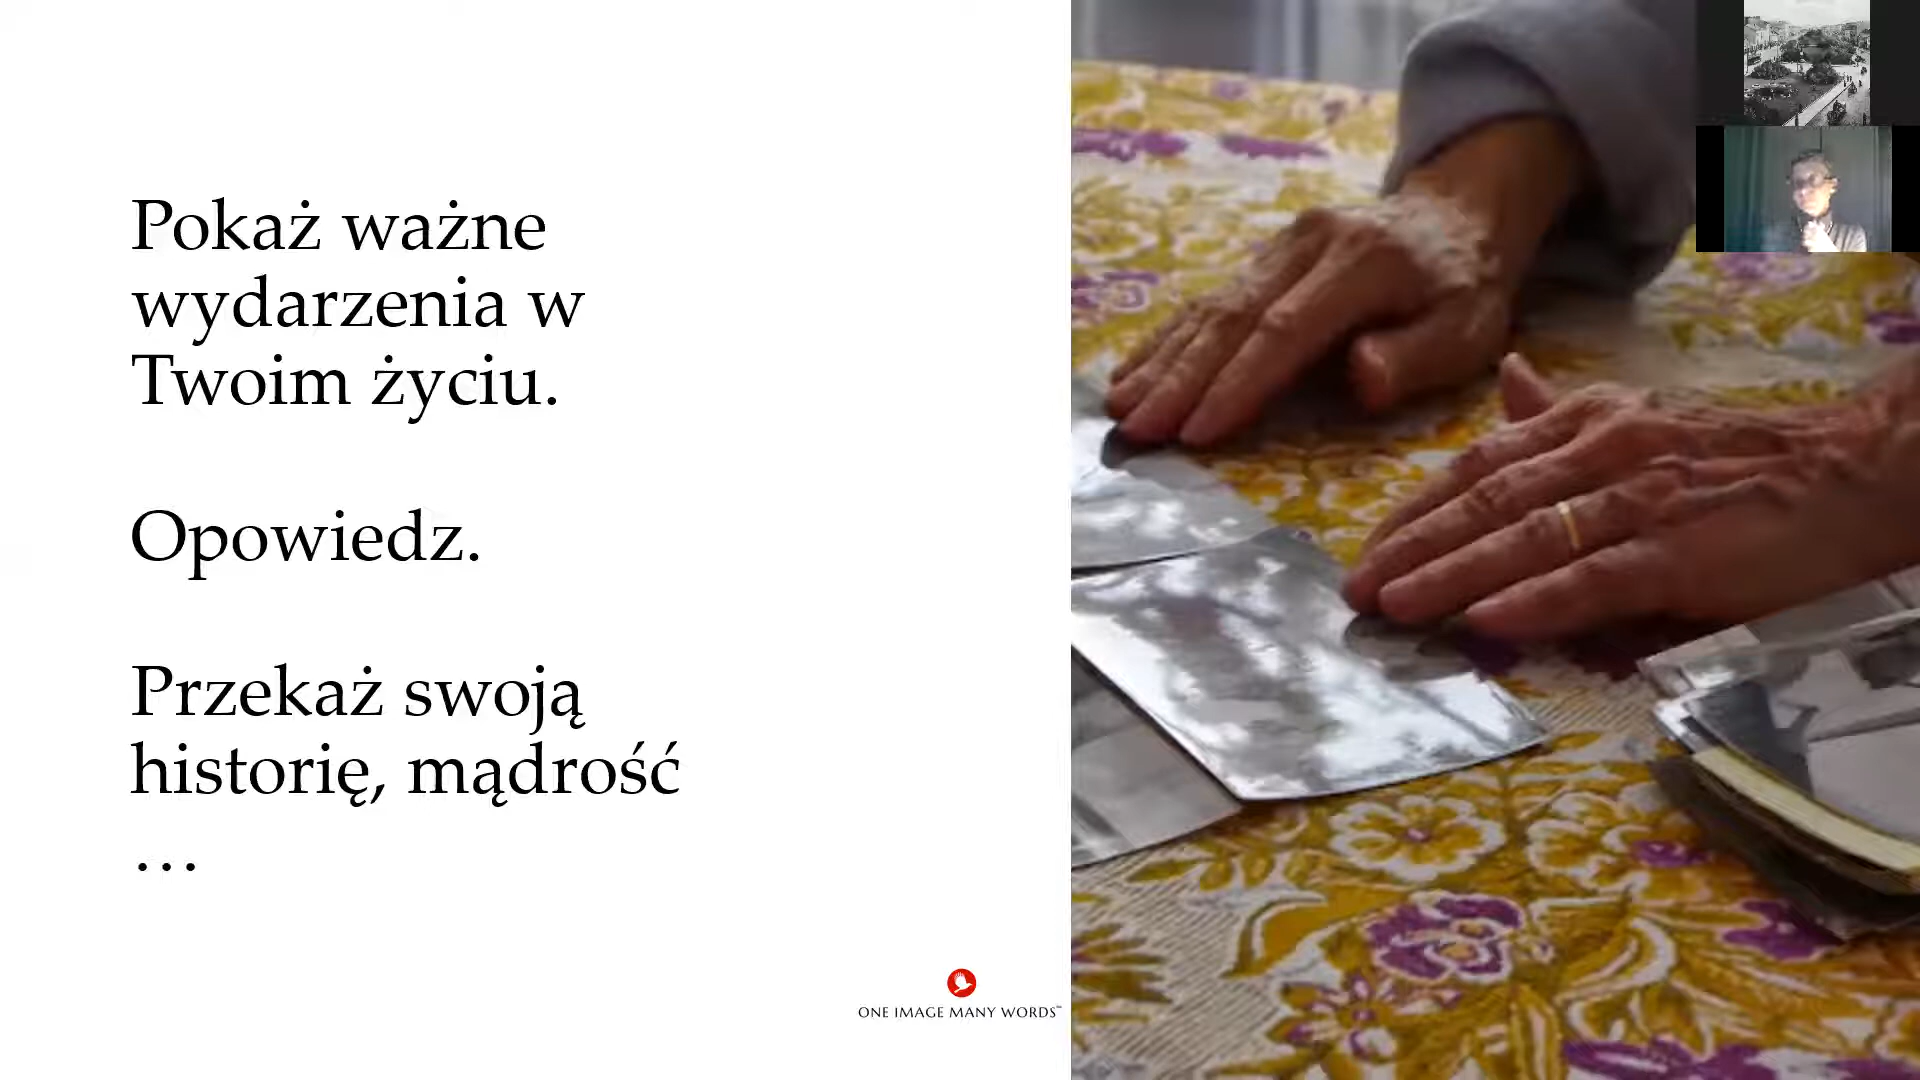 Pokaż ważne
wydarzenia w
Twoim życiu.
Opowiedz.
Przekaż swoją
historię, mądrość
...
ONE IMAGE MANY WORDS™